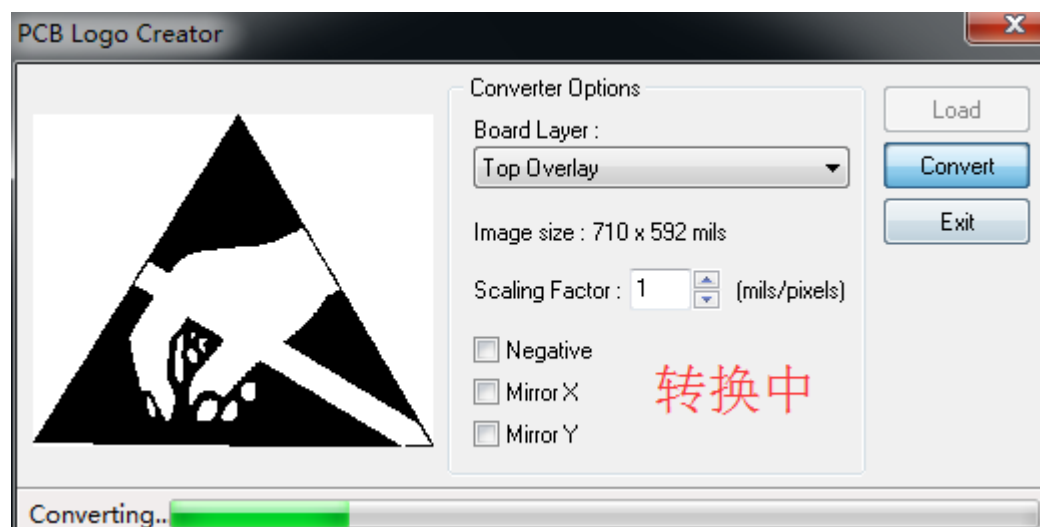 PCB Logo Creator
Converter Options
Board Layer :
Top Overlay
Image size : 710 x 592 mils
Scaling Factor : 1 (mils/pixels)
Negative
Mirror X
Mirror Y
转换中
Load
Convert
Exit
Converting..